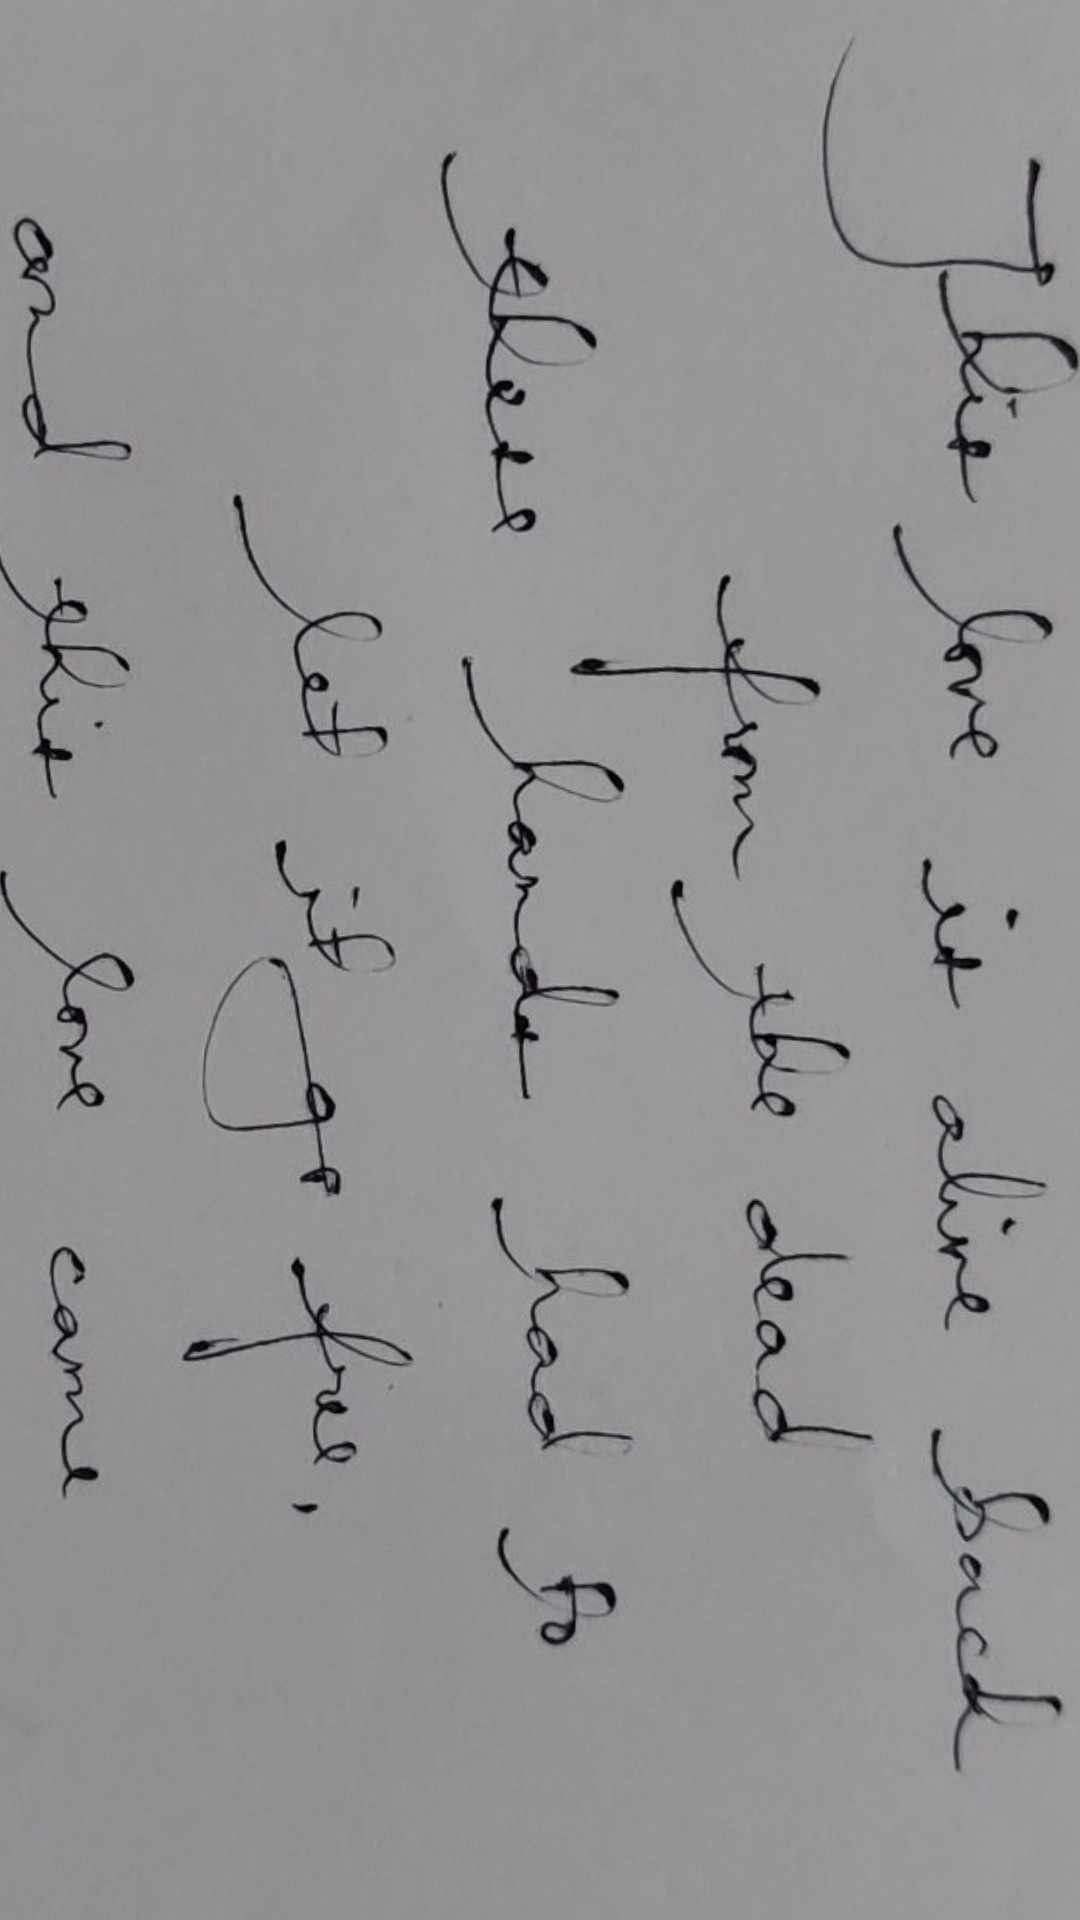 This love is alive back
from the dead
these hands had to
let it go free,
and this love came